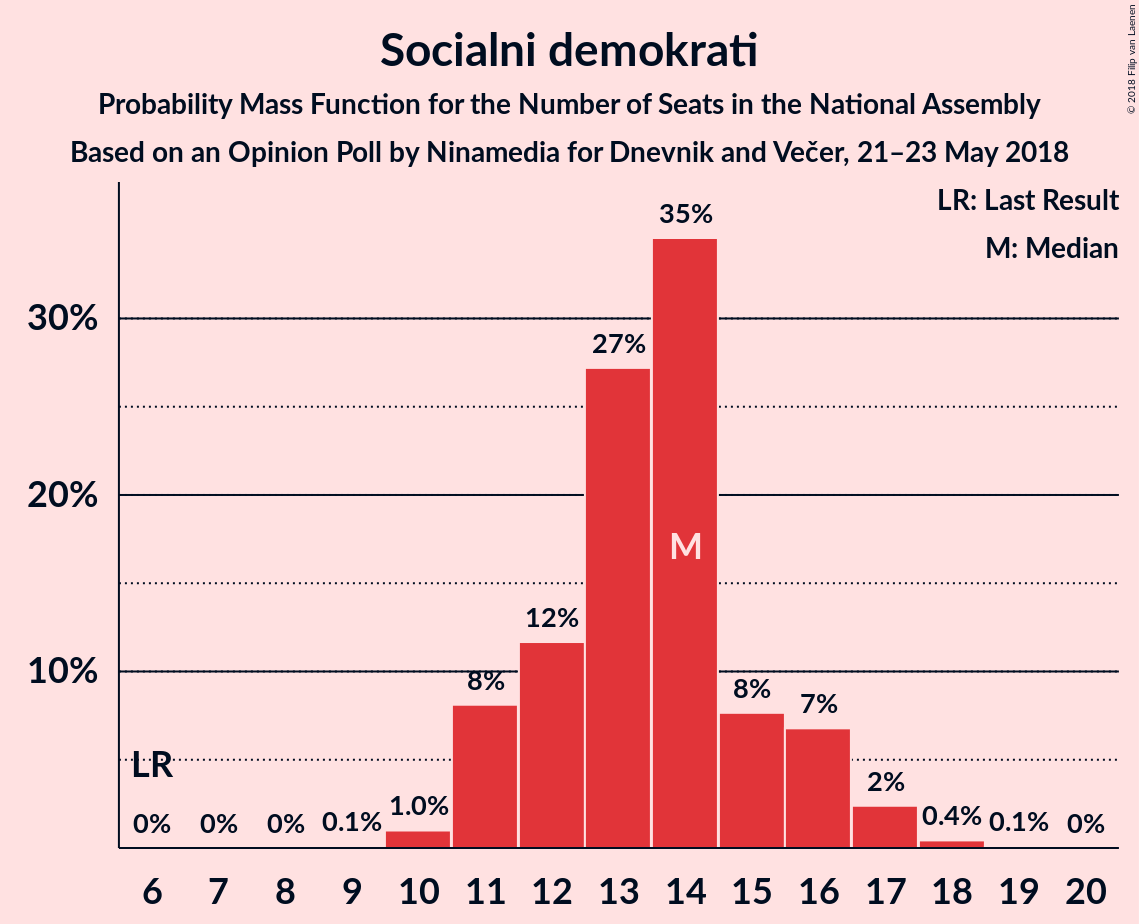 Socialni demokrati
Probability Mass Function for the Number of Seats in the National Assembly
Based on an Opinion Poll by Ninamedia for Dnevnik and Večer, 21–23 May 2018
© 2018 Filip van Laenen
LR: Last Result
M: Median
35%
30%
27%
20%
M
12%
10%
8%
8%
7%
LR
2%
1.0%
0%
0%
0%
0.1%
0.4%
0.1%
0%
6 7 8 9 10 11 12 13 14 15 16 17 18 19 20